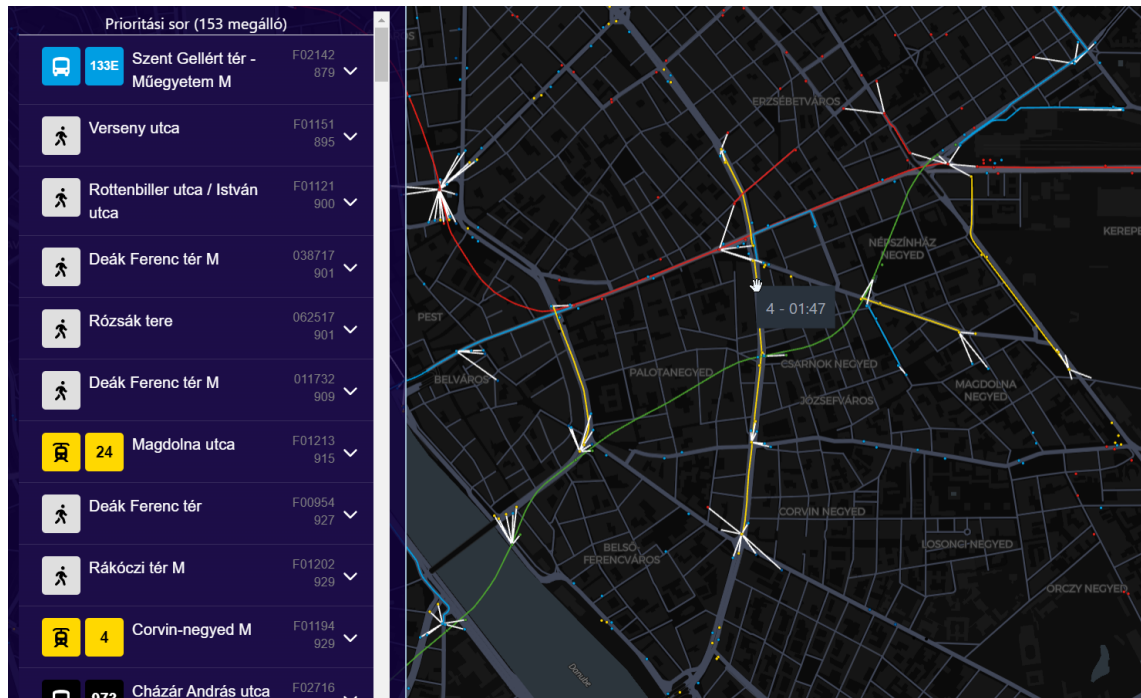 Prioritási sor (153 megálló)
133E
Szent Gellért tér -
Műegyetem M
F02142
879
Verseny utca
F01151
895
Rottenbiller utca / István
utca
F01121
900
Deák Ferenc tér M
038717
901
Rózsák tere
062517
901
Deák Ferenc tér M
011732
909
24
Magdolna utca
F01213
915
Deák Ferenc tér
F00954
927
Rákóczi tér M
F01202
929
4
Corvin-negyed M
F01194
929
973
Cházár András utca
F02716
ERZSÉBETVÁROS
NÉPSZÍNHÁZ
NEGYED
KEREPE
4 - 01:47
PEST
BELVÁROS
PALOTANEGYED
CSARNOK NEGYED
JÓZSEFVÁROS
MAGDOLNA
NEGYED
CORVIN NEGYED
LOSONCI NEGYED
BELSŐ-
FERENCVÁROS
ORCZY NEGYED
Danube